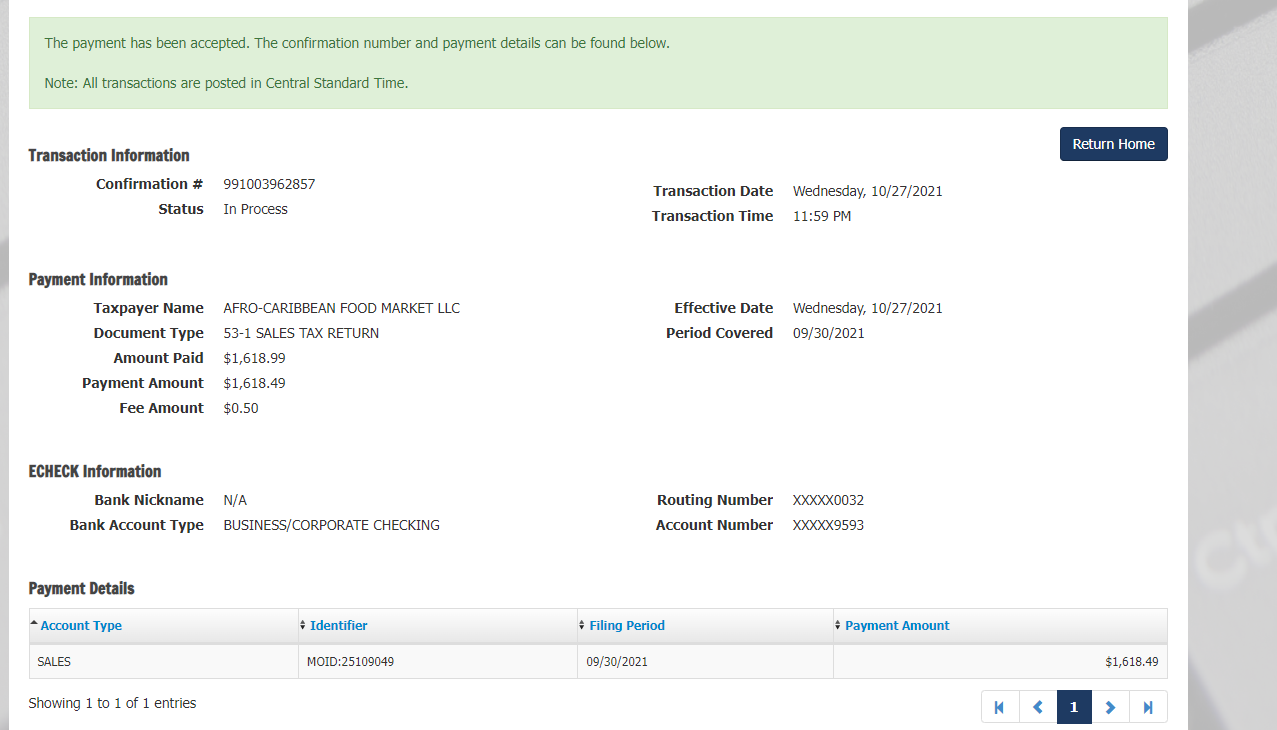 The payment has been accepted. The confirmation number and payment details can be found below.
Note: All transactions are posted in Central Standard Time.
Return Home
Transaction Information
Confirmation # 991003962857
Status In Process
Transaction Date Wednesday, 10/27/2021
Transaction Time 11:59 PM
Payment Information
Taxpayer Name AFRO-CARIBBEAN FOOD MARKET LLC
Document Type 53-1 SALES TAX RETURN
Amount Paid $1,618.99
Payment Amount $1,618.49
Fee Amount $0.50
Effective Date Wednesday, 10/27/2021
Period Covered 09/30/2021
ECHECK Information
Bank Nickname N/A
Bank Account Type BUSINESS/CORPORATE CHECKING
Routing Number XXXXX0032
Account Number XXXXX9593
Payment Details
Account Type Identifier Filing Period Payment Amount
SALES MOID:25109049 09/30/2021 $1,618.49
Showing 1 to 1 of 1 entries
1